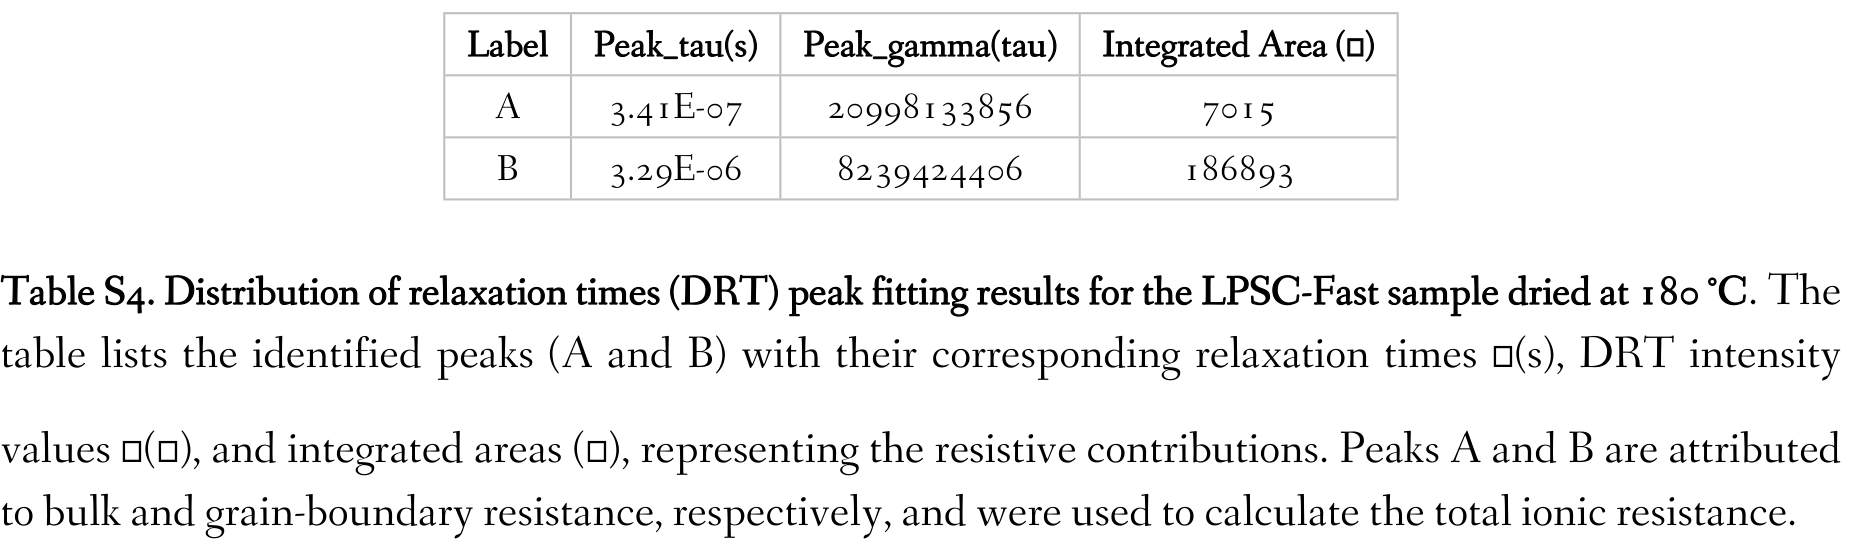 Label Peak_tau(s) Peak_gamma(tau) Integrated Area (□)
A 3.41E-07 20998133856 7015
B 3.29E-06 8239424406 186893
Table S4. Distribution of relaxation times (DRT) peak fitting results for the LPSC-Fast sample dried at 180 °C. The
table lists the identified peaks (A and B) with their corresponding relaxation times □(s), DRT intensity
values □(□), and integrated areas (□), representing the resistive contributions. Peaks A and B are attributed
to bulk and grain-boundary resistance, respectively, and were used to calculate the total ionic resistance.